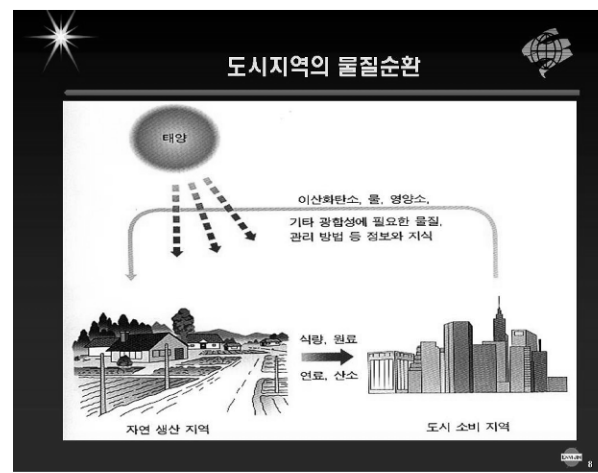 도시지역의 물질순환
태양
이산화탄소, 물, 영양소,
기타 광합성에 필요한 물질,
관리 방법 등 정보와 지식
식량, 원료
연료, 산소
자연 생산 지역
도시 소비 지역
8